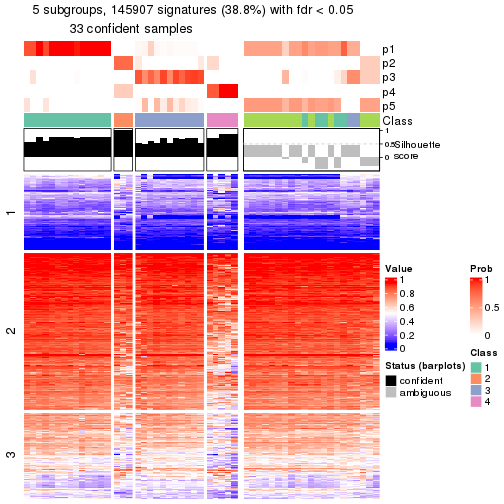 5 subgroups, 145907 signatures (38.8%) with fdr < 0.05
33 confident samples
p1
p2
p3
p4
p5
Class
1
0.5
0
Silhouette
score
1
2
3
Value
1
0.8
0.6
0.4
0.2
0
Status (barplots)
confident
ambiguous
Prob
1
0.5
0
Class
1
2
3
4